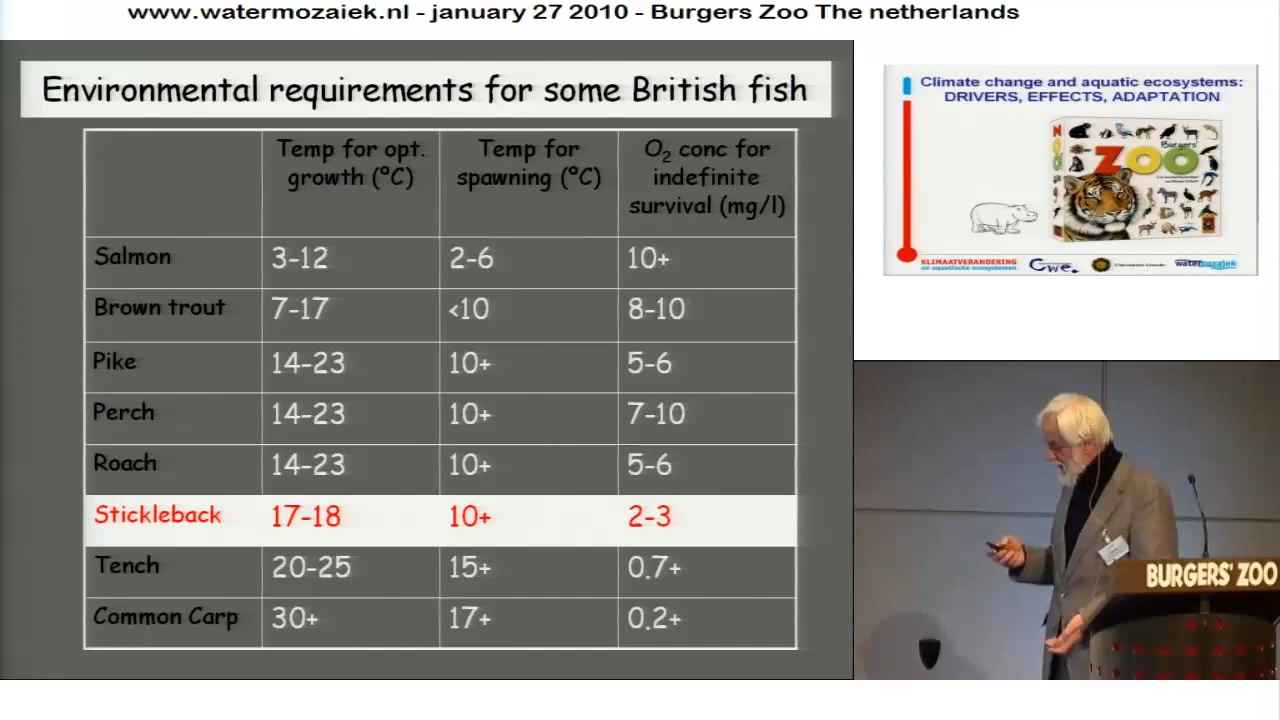 www.watermozaiek.nl - january 27 2010 - Burgers Zoo The netherlands
Environmental requirements for some British fish
Temp for opt. growth (ºC)
Temp for spawning (ºC)
O2 conc for indefinite survival (mg/l)
Salmon 3-12 2-6 10+
Brown trout 7-17 <10 8-10
Pike 14-23 10+ 5-6
Perch 14-23 10+ 7-10
Roach 14-23 10+ 5-6
Stickleback 17-18 10+ 2-3
Tench 20-25 15+ 0.7+
Common Carp 30+ 17+ 0.2+
Climate change and aquatic ecosystems:
DRIVERS, EFFECTS, ADAPTATION
Burgers'
ZOO
ZOO
KLIMAATVERANDERING
en aquatische ecosystemen
Cwe.
watermozaiek
BURGERS' ZOO